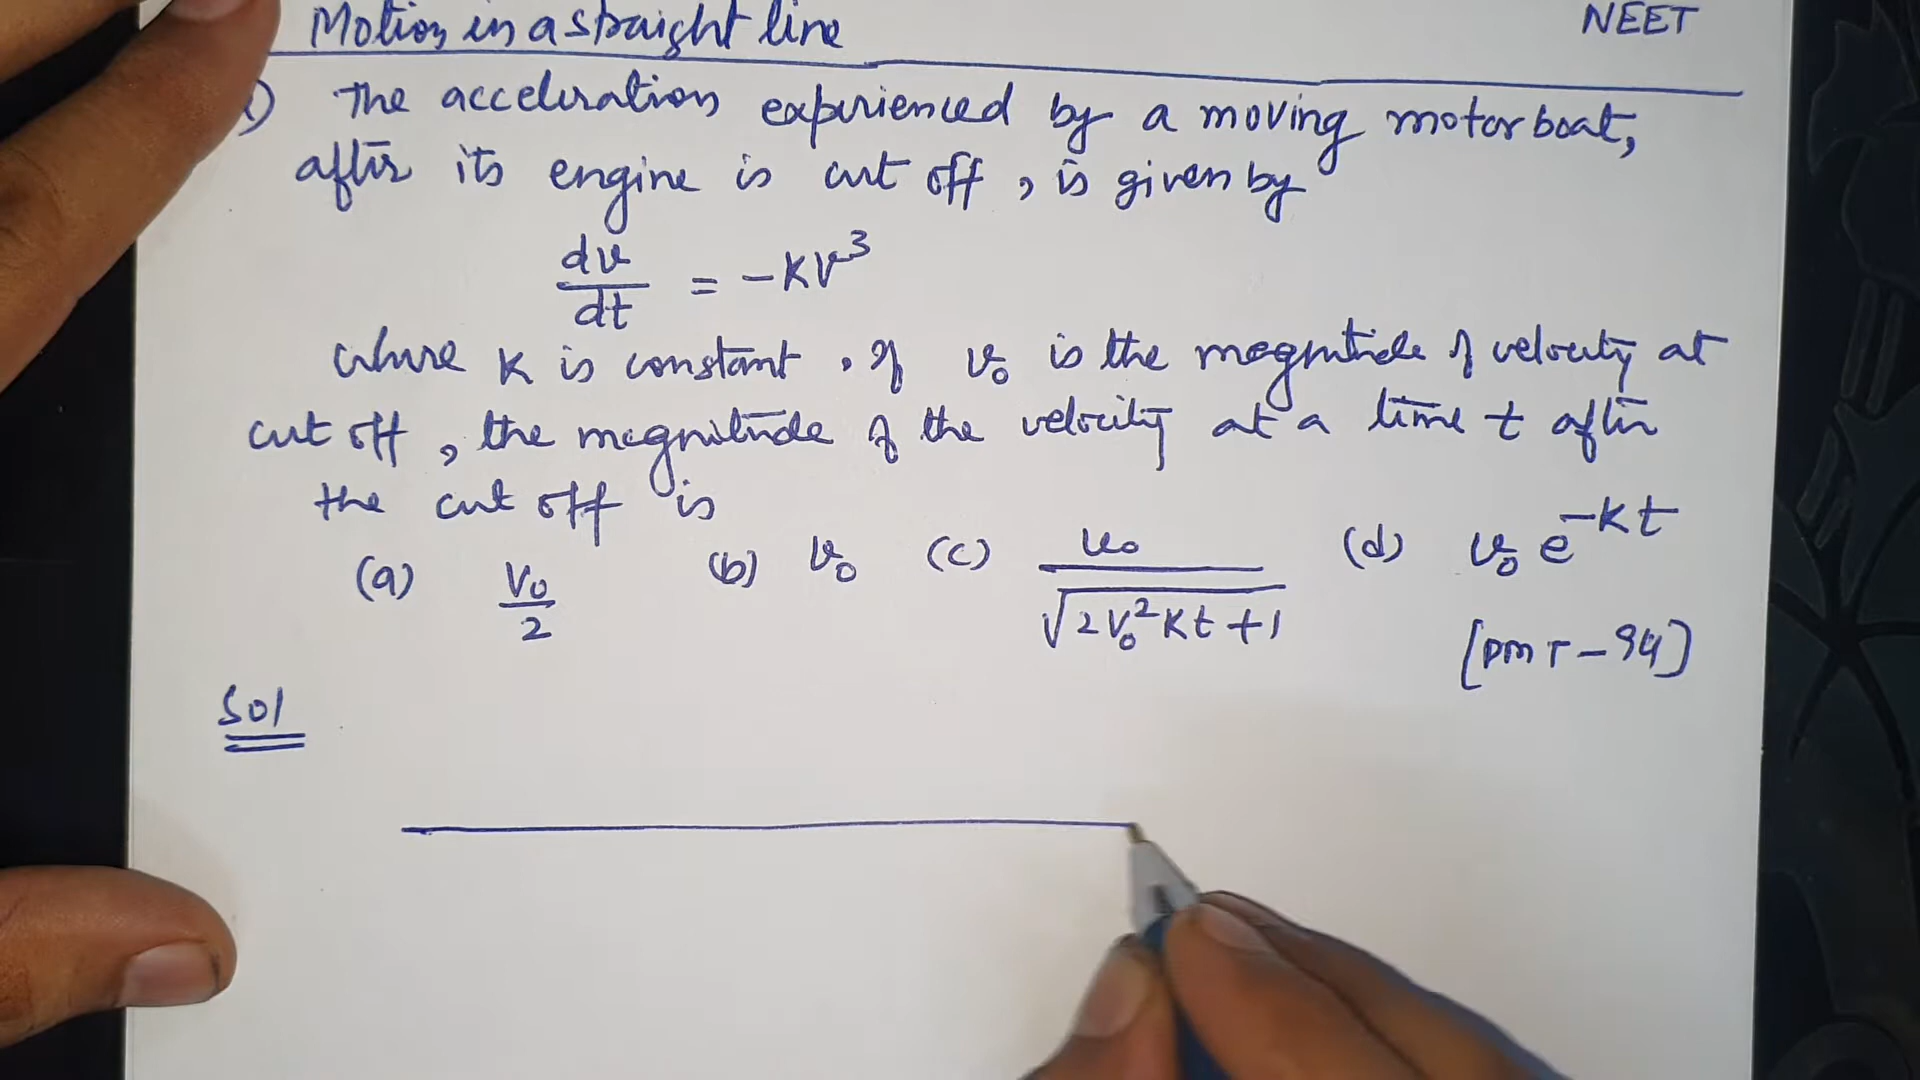 Motion in a straight line
NEET
) The acceleration experienced by a moving motor boat,
after its engine is cut off, is given by
dv/dt = -KV³
where K is constant. If v₀ is the magnitude of velocity at
cut off, the magnitude of the velocity at a time t after
the cut off is
(a) V₀/2 (b) v₀ (c) v₀/√(2V₀²Kt+1) (d) v₀ e^(-Kt)
[PMT-94]
Sol